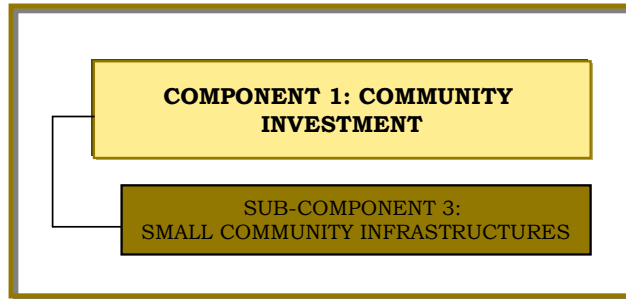 COMPONENT 1: COMMUNITY
INVESTMENT
SUB-COMPONENT 3:
SMALL COMMUNITY INFRASTRUCTURES